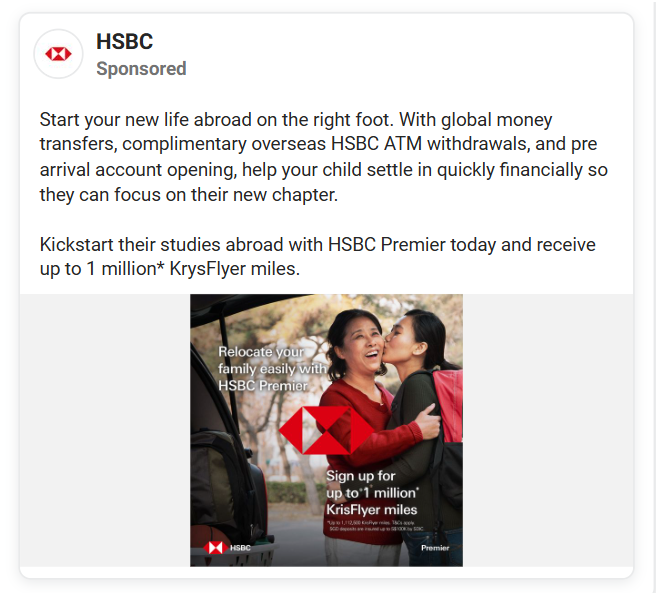 HSBC
Sponsored
Start your new life abroad on the right foot. With global money
transfers, complimentary overseas HSBC ATM withdrawals, and pre
arrival account opening, help your child settle in quickly financially so
they can focus on their new chapter.
Kickstart their studies abroad with HSBC Premier today and receive
up to 1 million* KrysFlyer miles.
Relocate your
family easily with
HSBC Premier
Sign up for
up to 1 million*
KrisFlyer miles
*Up to 1,112,500 KrisFlyer miles. T&Cs apply.
SGD deposits are insured up to S$100K by SDIC.
HSBC
Premier